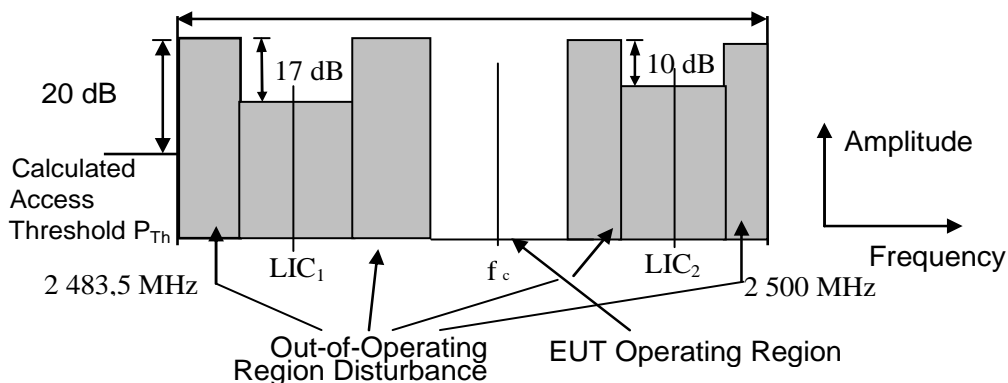 17 dB
10 dB
20 dB
Amplitude
Calculated
Access
Threshold PTh
LIC1
f c
LIC2
Frequency
2 483,5 MHz
2 500 MHz
Out-of-Operating
Region Disturbance
EUT Operating Region